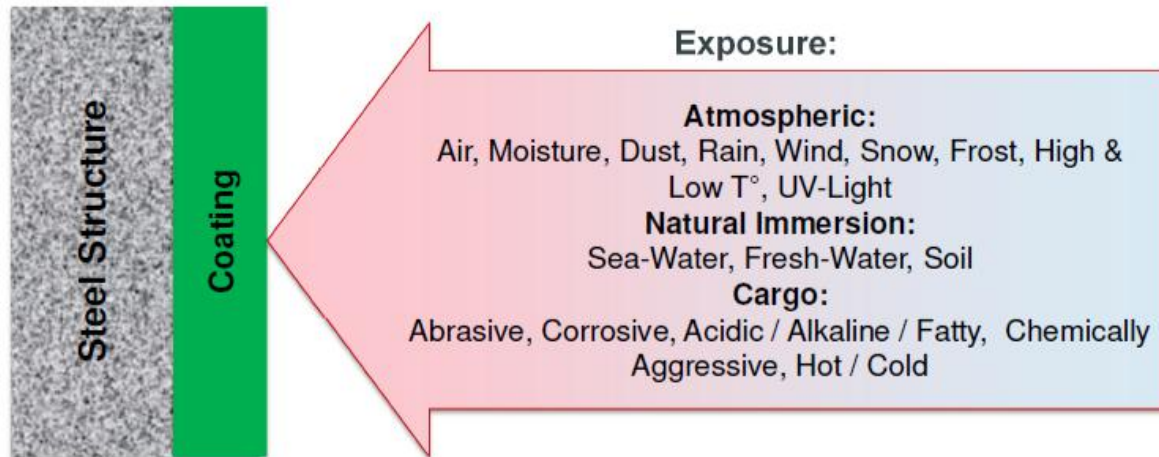 Steel Structure
Coating
Exposure:
Atmospheric:
Air, Moisture, Dust, Rain, Wind, Snow, Frost, High &
Low T°, UV-Light
Natural Immersion:
Sea-Water, Fresh-Water, Soil
Cargo:
Abrasive, Corrosive, Acidic / Alkaline / Fatty, Chemically
Aggressive, Hot / Cold